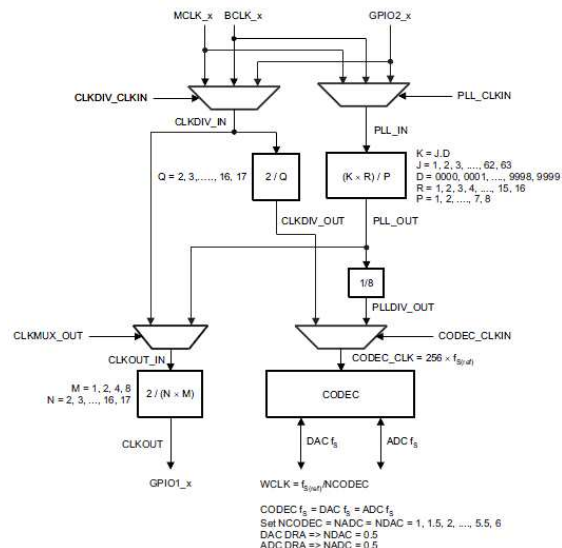 MCLK_x BCLK_x GPIO2_x
CLKDIV_CLKIN
PLL_CLKIN
CLKDIV_IN
PLL_IN
K = J.D
J = 1, 2, 3, ...., 62, 63
D = 0000, 0001, ...., 9998, 9999
R = 1, 2, 3, 4, ...., 15, 16
P = 1, 2, ...., 7, 8
Q = 2, 3,....., 16, 17
2 / Q
(K × R) / P
CLKDIV_OUT
PLL_OUT
1/8
PLLDIV_OUT
CLKMUX_OUT
CODEC_CLKIN
CLKOUT_IN
CODEC_CLK = 256 × fS(ref)
M = 1, 2, 4, 8
N = 2, 3, ..., 16, 17
2 / (N × M)
CODEC
CLKOUT
DAC fS
ADC fS
GPIO1_x
WCLK = fS(ref)/NCODEC
CODEC fS = DAC fS = ADC fS
Set NCODEC = NADC = NDAC = 1, 1.5, 2, ...., 5.5, 6
DAC DRA => NDAC = 0.5
ADC DRA => NADC = 0.5